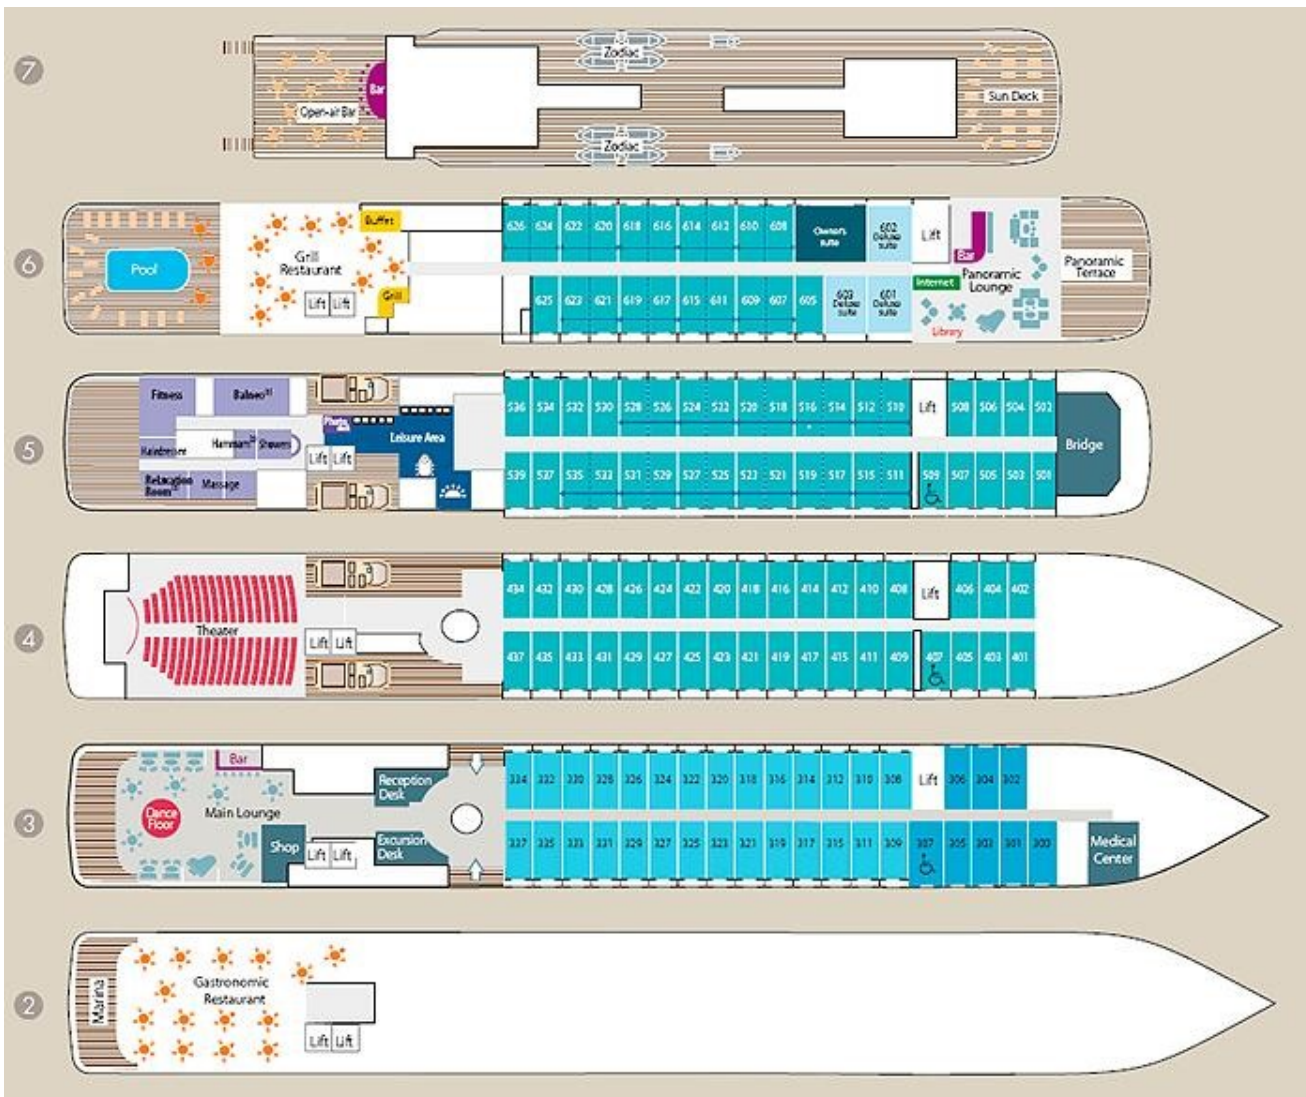 7
Zodiac
Bar
Open-air Bar
Sun Deck
Zodiac
6
626 624 622 620 618 616 614 612 610 608
Owner's
suite
602
Deluxe
suite
Lift
Buffet
Bar
Grill
Restaurant
Pool
Internet
Panoramic
Lounge
Panoramic
Terrace
Lift Lift
Grill
625 623 621 619 617 615 611 609 607 605
603
Deluxe
suite
601
Deluxe
suite
Library
5
Fitness
Balneo
536 534 532 530 528 526 524 522 520 518 516 514 512 510
Lift
508 506 504 502
Photo
Leisure Area
Hairdresser
Hammam
Showers
Lift Lift
Bridge
Relaxation
Room
Massage
539 537 535 533 531 529 527 525 523 521 519 517 515 511 509 507 505 503 501
4
434 432 430 428 426 424 422 420 418 416 414 412 410 408
Lift
406 404 402
Theater
Lift Lift
437 435 433 431 429 427 425 423 421 419 417 415 411 409 407 405 403 401
3
Bar
Reception
Desk
334 332 330 328 326 324 322 320 318 316 314 312 310 308
Lift
306 304 302
Dance
Floor
Main Lounge
Shop
Excursion
Desk
Lift Lift
337 335 333 331 329 327 325 323 321 319 317 315 311 309 307 305 303 301 300
Medical
Center
2
Marina
Gastronomic
Restaurant
Lift Lift